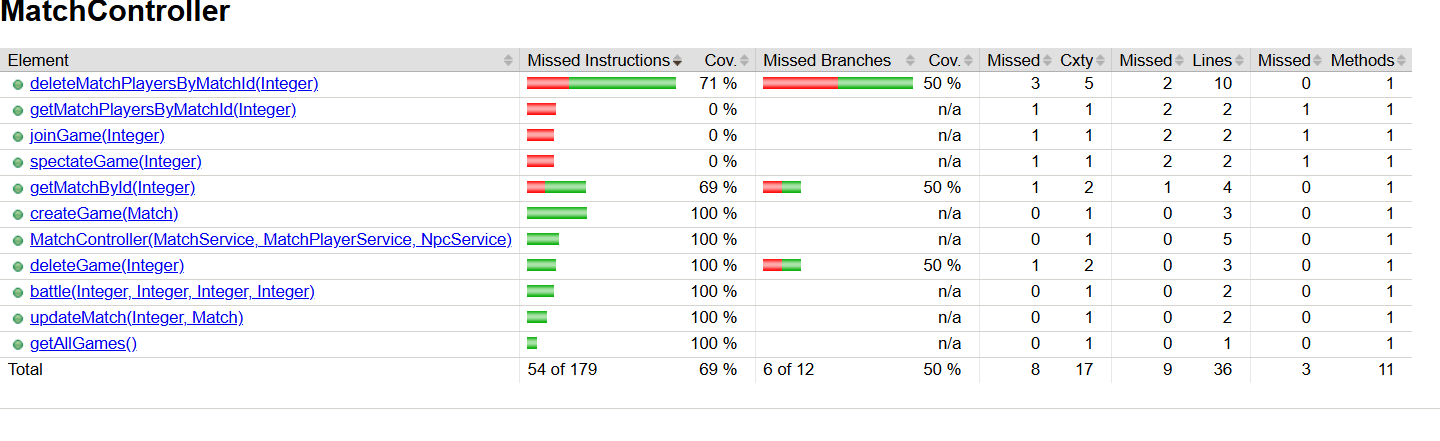 MatchController
Element Missed Instructions Cov. Missed Branches Cov. Missed Cxty Missed Lines Missed Methods
deleteMatchPlayersByMatchId(Integer) 71 % 50 % 3 5 2 10 0 1
getMatchPlayersByMatchId(Integer) 0 % n/a 1 1 2 2 1 1
joinGame(Integer) 0 % n/a 1 1 2 2 1 1
spectateGame(Integer) 0 % n/a 1 1 2 2 1 1
getMatchById(Integer) 69 % 50 % 1 2 1 4 0 1
createGame(Match) 100 % n/a 0 1 0 3 0 1
MatchController(MatchService, MatchPlayerService, NpcService) 100 % n/a 0 1 0 5 0 1
deleteGame(Integer) 100 % 50 % 1 2 0 3 0 1
battle(Integer, Integer, Integer, Integer) 100 % n/a 0 1 0 2 0 1
updateMatch(Integer, Match) 100 % n/a 0 1 0 2 0 1
getAllGames() 100 % n/a 0 1 0 1 0 1
Total 54 of 179 69 % 6 of 12 50 % 8 17 9 36 3 11